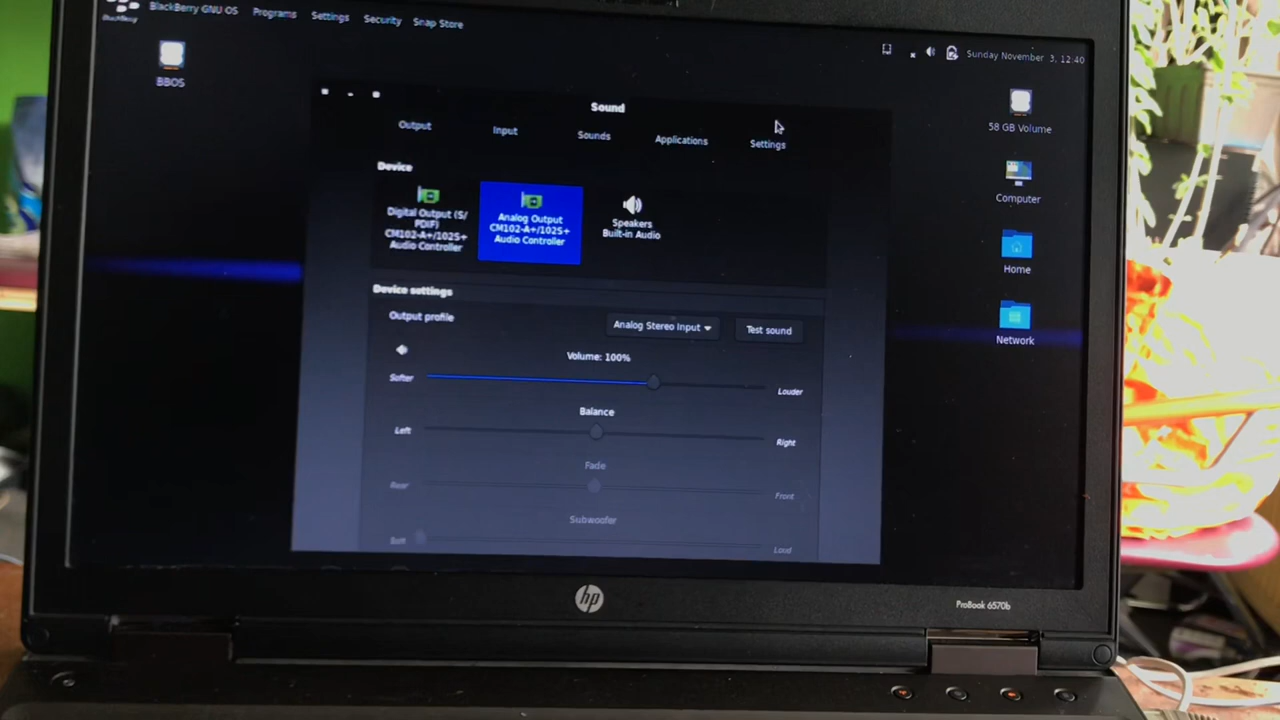 BlackBerry GNU OS Programs Settings Security Snap Store
BlackBerry
Sunday November 3, 12:40
BBOS
58 GB Volume
Computer
Home
Network
Sound
Output Input Sounds Applications Settings
Device
Digital Output (S/
PDIF)
CM102-A+/102S+
Audio Controller
Analog Output
CM102-A+/102S+
Audio Controller
Speakers
Built-in Audio
Device settings
Output profile Analog Stereo Input Test sound
Volume: 100%
Softer Louder
Balance
Left Right
Fade
Rear Front
Subwoofer
Soft Loud
hp
ProBook 6570b